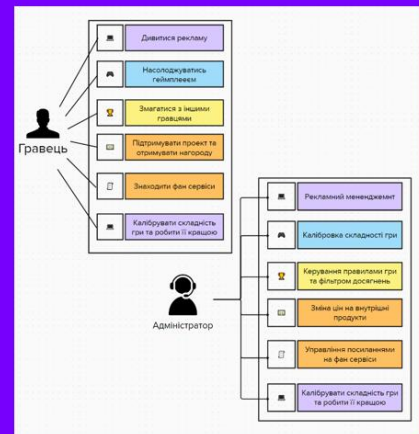 Дивитися рекламу
Насолоджуватись
геймплеєм
Змагатися з іншими
гравцями
Гравець
Підтримувати проект та
отримувати нагороду
Знаходити фан сервіси
Калібрувати складність
гри та робити її кращою
Рекламний менеджемнт
Калібровка складності гри
Керування правилами гри
та фільтром досягнень
Адміністратор
Зміна цін на внутрішні
продукти
Управління посиланнями
на фан сервіси
Калібрувати складність гри
та робити її кращою